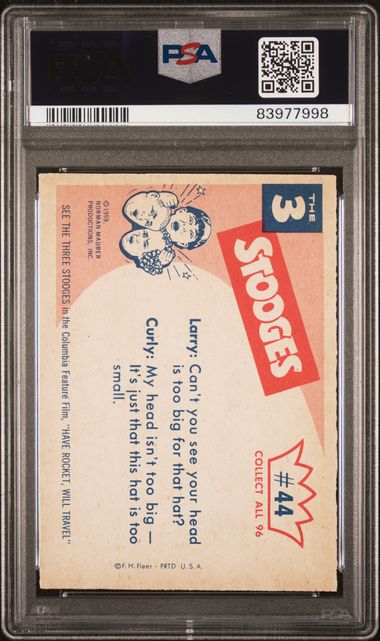 PSA
83977998
THE
3
STOOGES
#44
COLLECT ALL 96
Larry: Can't you see your head
is too big for that hat?
Curly: My head isn't too big —
It's just that this hat is too
small.
©1959
NORMAN MAURER
PRODUCTIONS, INC.
SEE THE THREE STOOGES in the Columbia Feature Film, "HAVE ROCKET, WILL TRAVEL"
©F. H. Fleer - PRTD U. S. A.